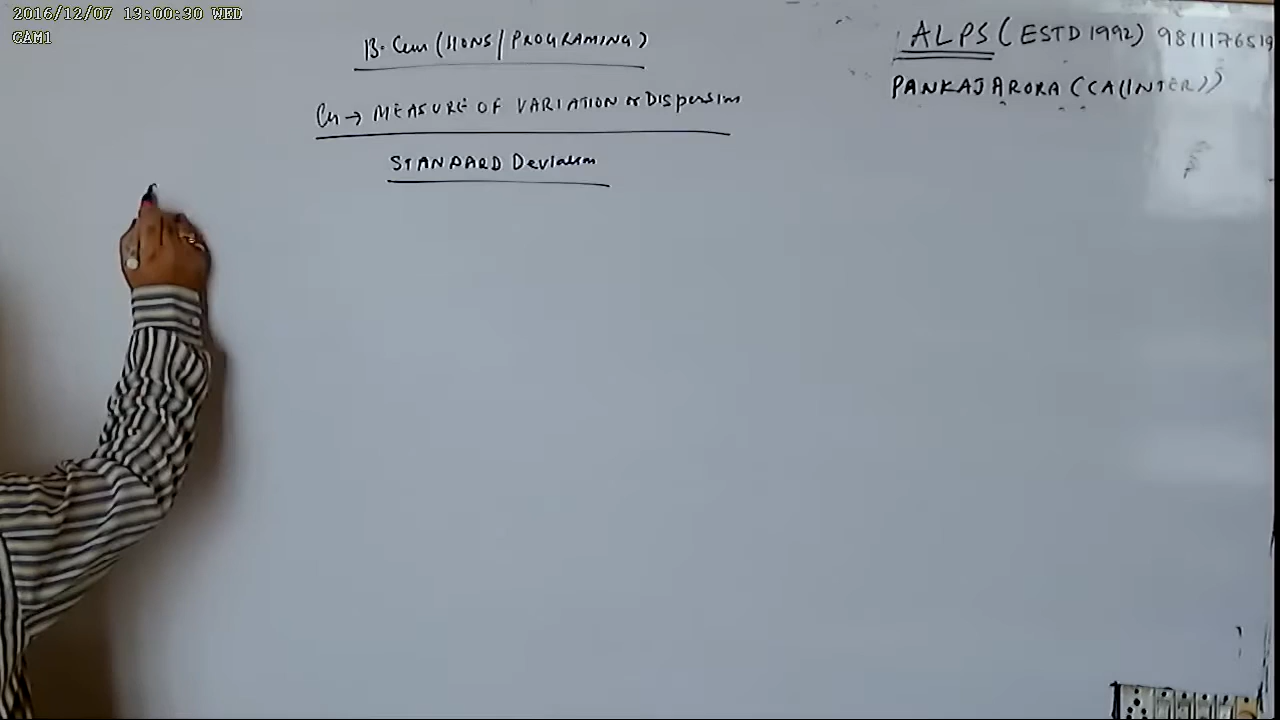 2016/12/07 13:00:30 WED
CAM1
B. Com (HONS/PROGRAMING)
ALPS (ESTD 1992) 9811176519
PANKAJ ARORA (CA(INTER))
Ch → MEASURE OF VARIATION or Dispersion
STANDARD Deviation